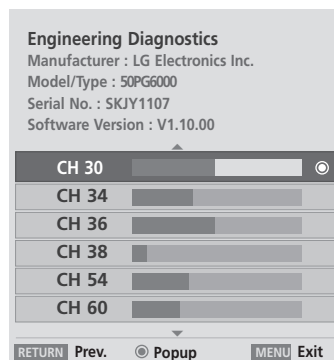 Engineering Diagnostics
Manufacturer : LG Electronics Inc.
Model/Type : 50PG6000
Serial No. : SKJY1107
Software Version : V1.10.00
CH 30
CH 34
CH 36
CH 38
CH 54
CH 60
RETURN Prev. Popup MENU Exit